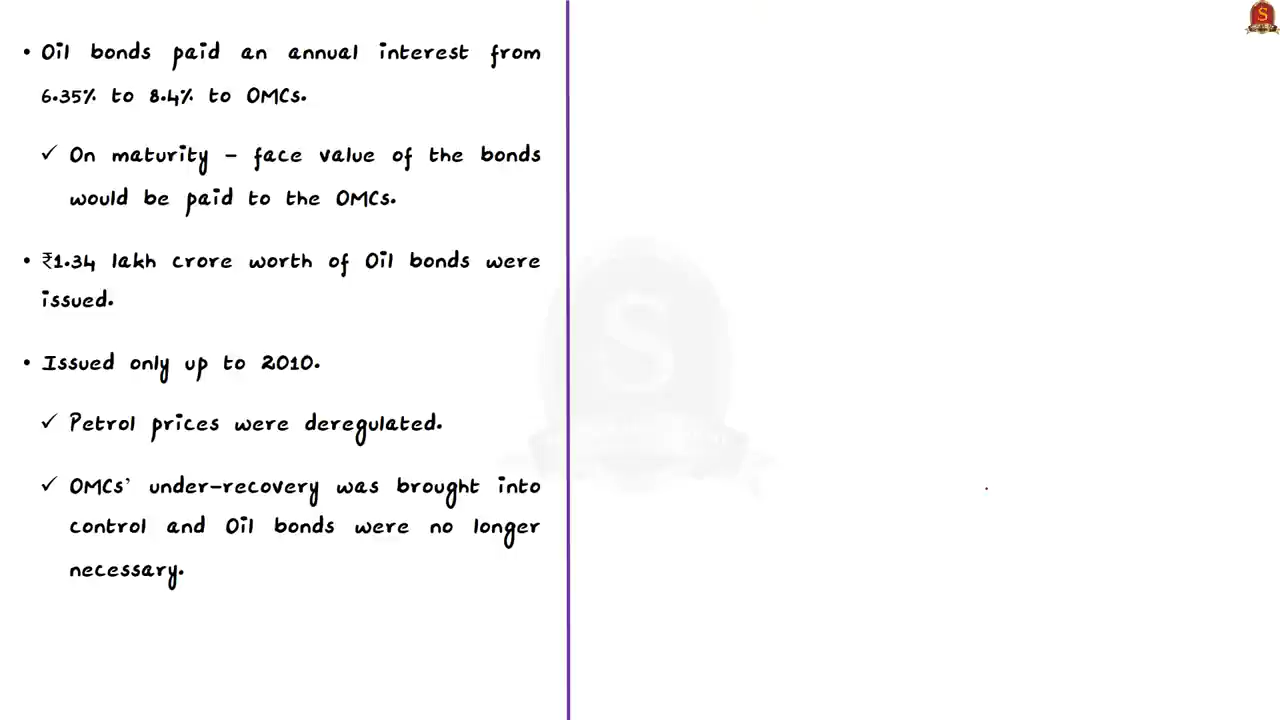 • Oil bonds paid an annual interest from
6.35% to 8.4% to OMCs.
✓ On maturity – face value of the bonds
would be paid to the OMCs.
• ₹1.34 lakh crore worth of Oil bonds were
issued.
• Issued only up to 2010.
✓ Petrol prices were deregulated.
✓ OMCs' under-recovery was brought into
control and Oil bonds were no longer
necessary.
S
S